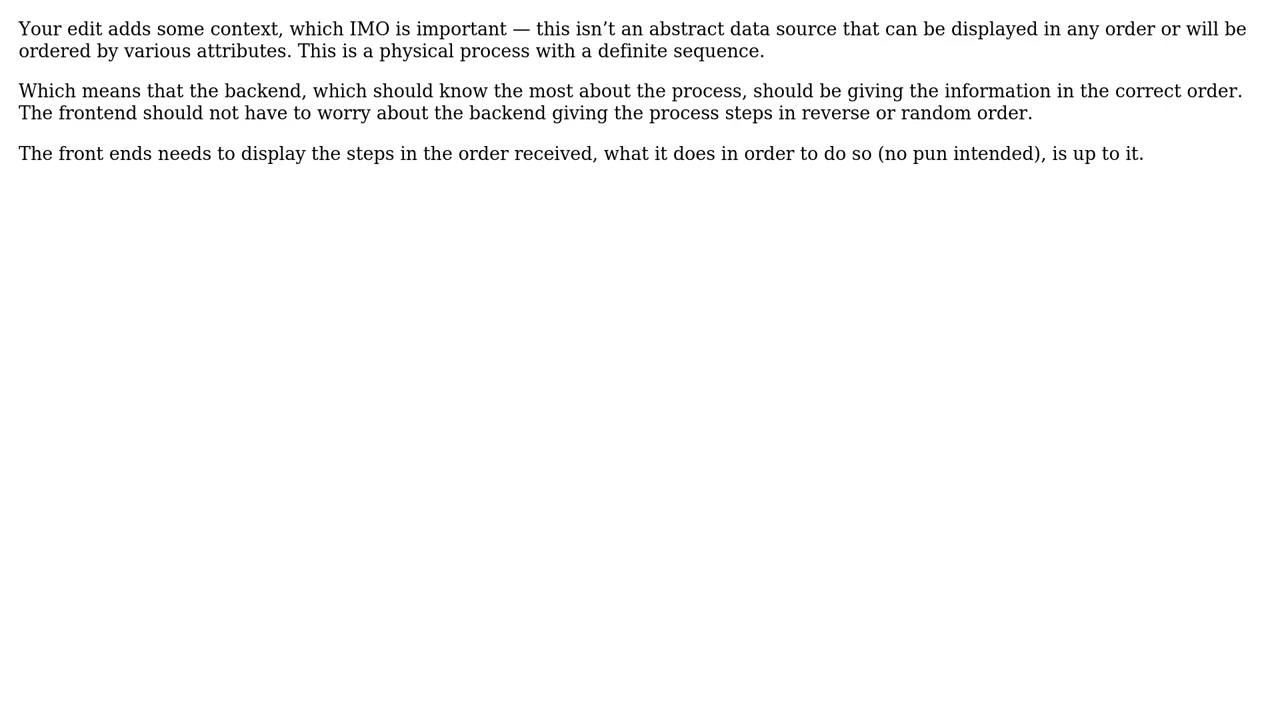 Your edit adds some context, which IMO is important — this isn’t an abstract data source that can be displayed in any order or will be
ordered by various attributes. This is a physical process with a definite sequence.
Which means that the backend, which should know the most about the process, should be giving the information in the correct order.
The frontend should not have to worry about the backend giving the process steps in reverse or random order.
The front ends needs to display the steps in the order received, what it does in order to do so (no pun intended), is up to it.